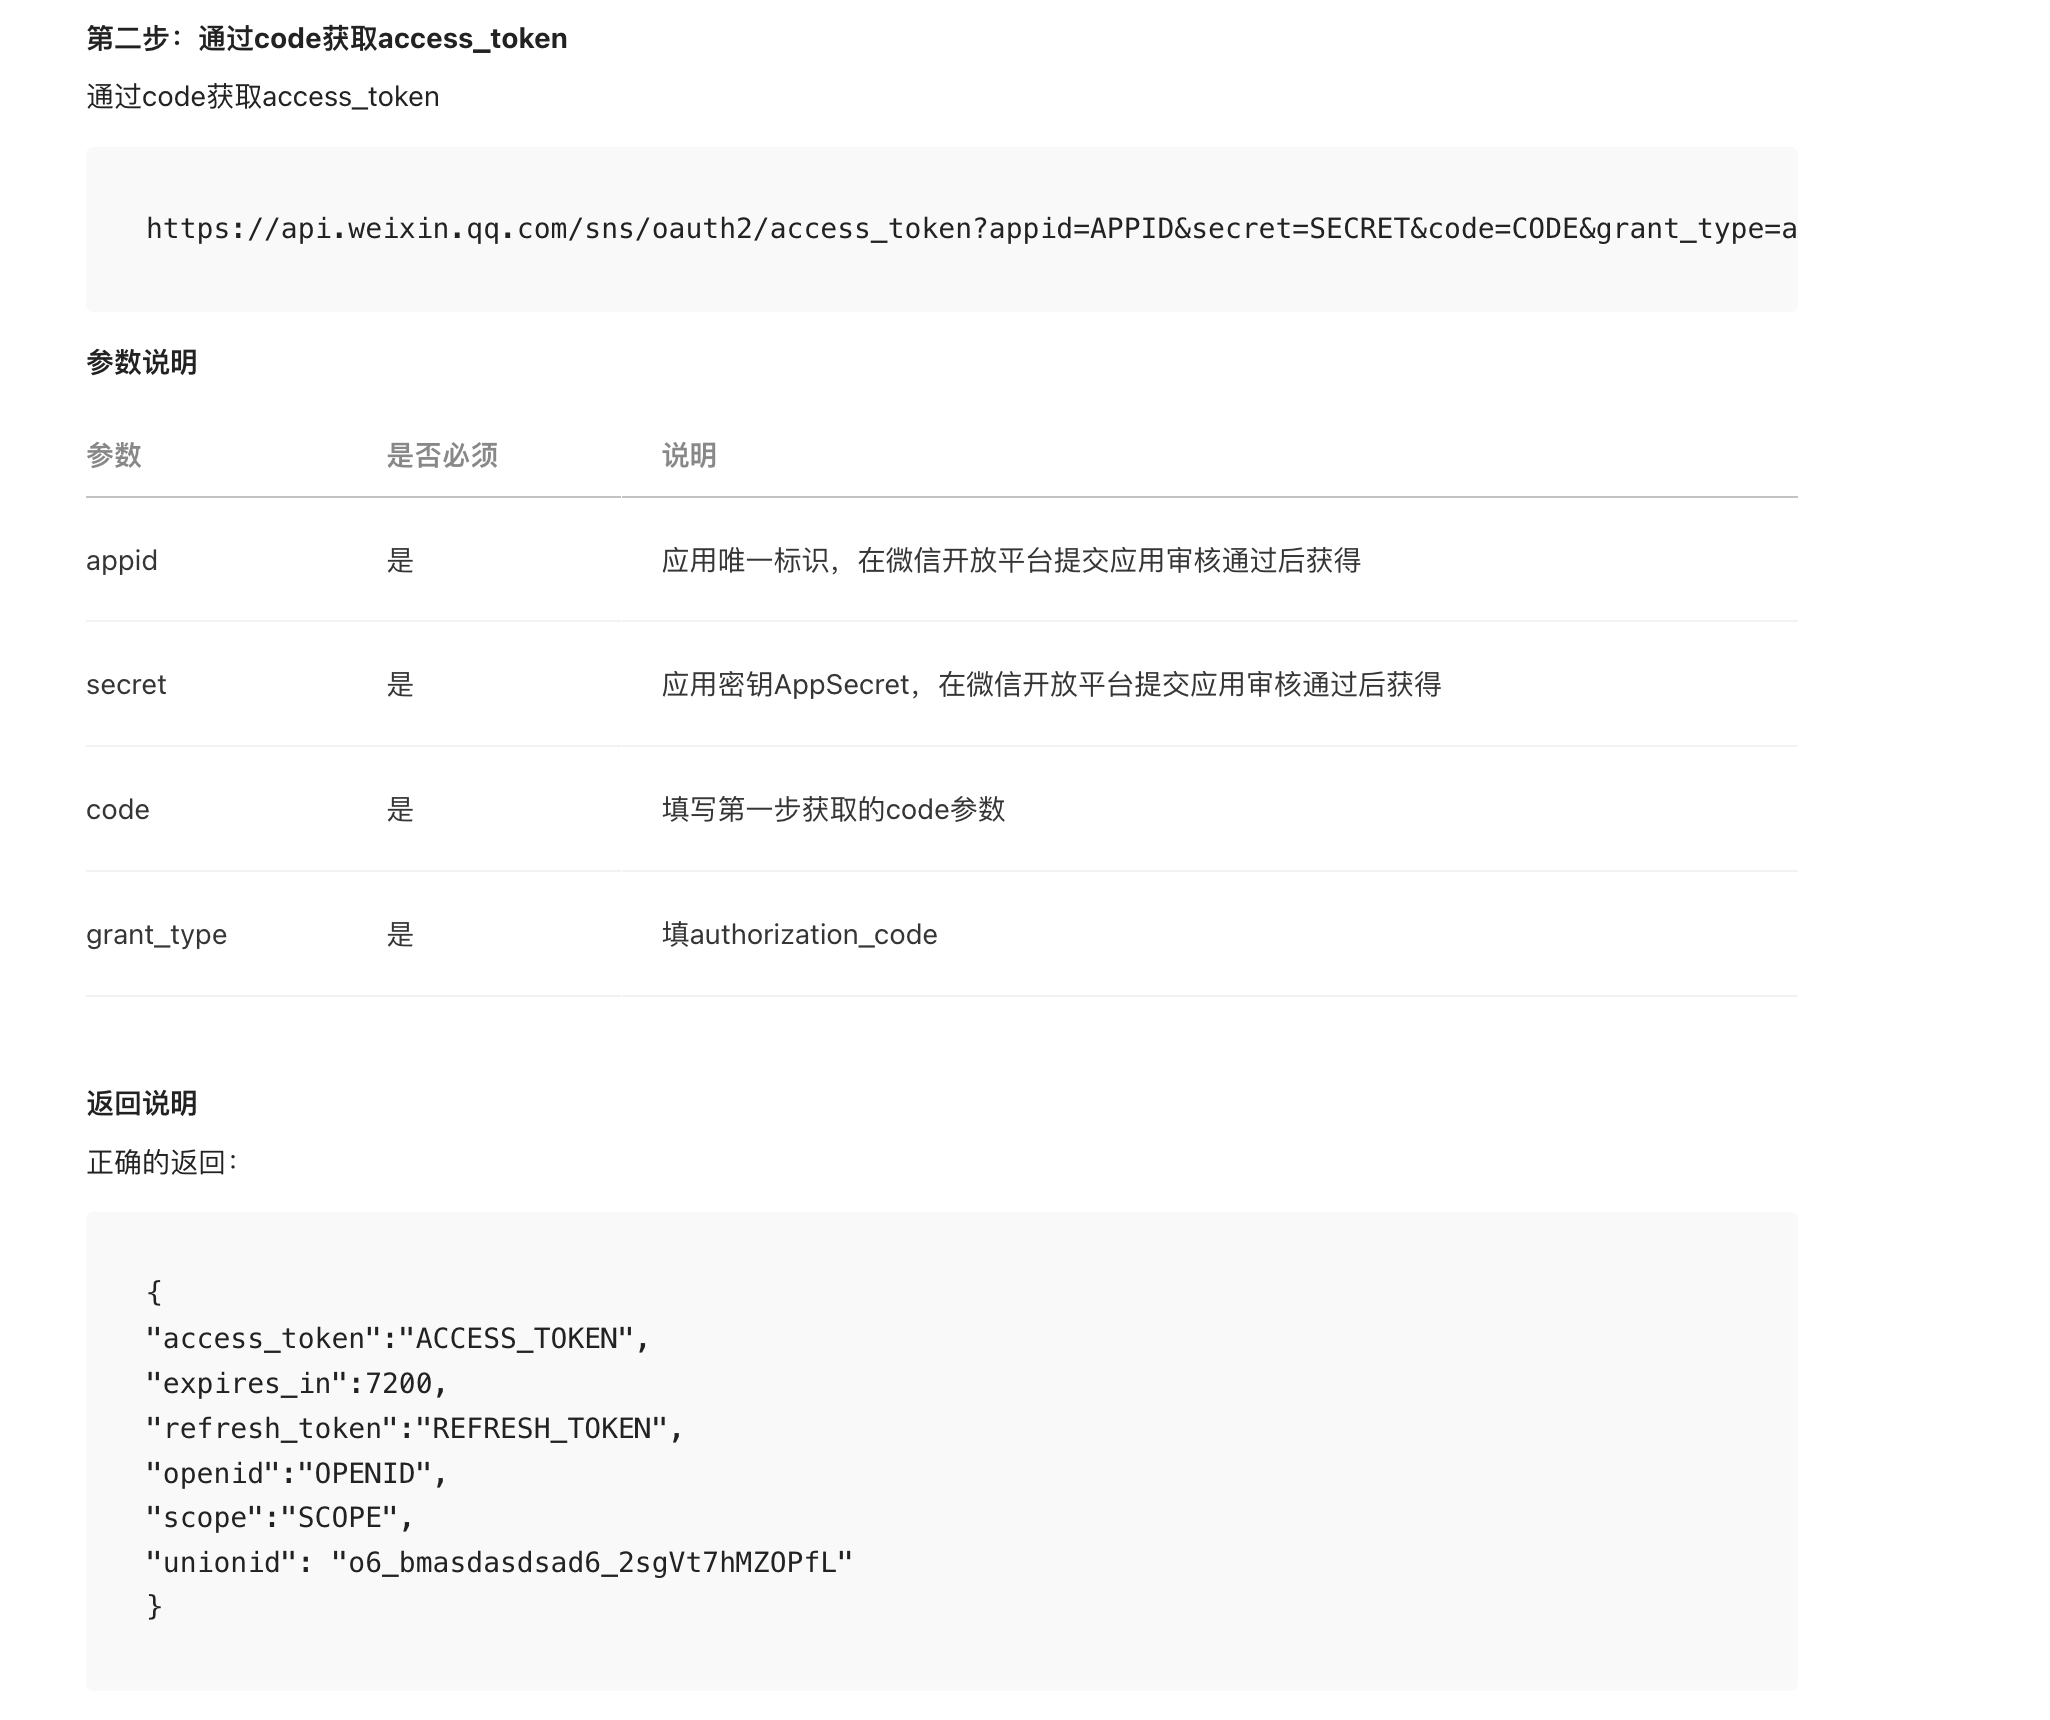 第二步：通过code获取access_token
通过code获取access_token
https://api.weixin.qq.com/sns/oauth2/access_token?appid=APPID&secret=SECRET&code=CODE&grant_type=a
参数说明
参数 是否必须 说明
appid 是 应用唯一标识，在微信开放平台提交应用审核通过后获得
secret 是 应用密钥AppSecret，在微信开放平台提交应用审核通过后获得
code 是 填写第一步获取的code参数
grant_type 是 填authorization_code
返回说明
正确的返回：
{
"access_token":"ACCESS_TOKEN",
"expires_in":7200,
"refresh_token":"REFRESH_TOKEN",
"openid":"OPENID",
"scope":"SCOPE",
"unionid": "o6_bmasdasdsad6_2sgVt7hMZOPfL"
}